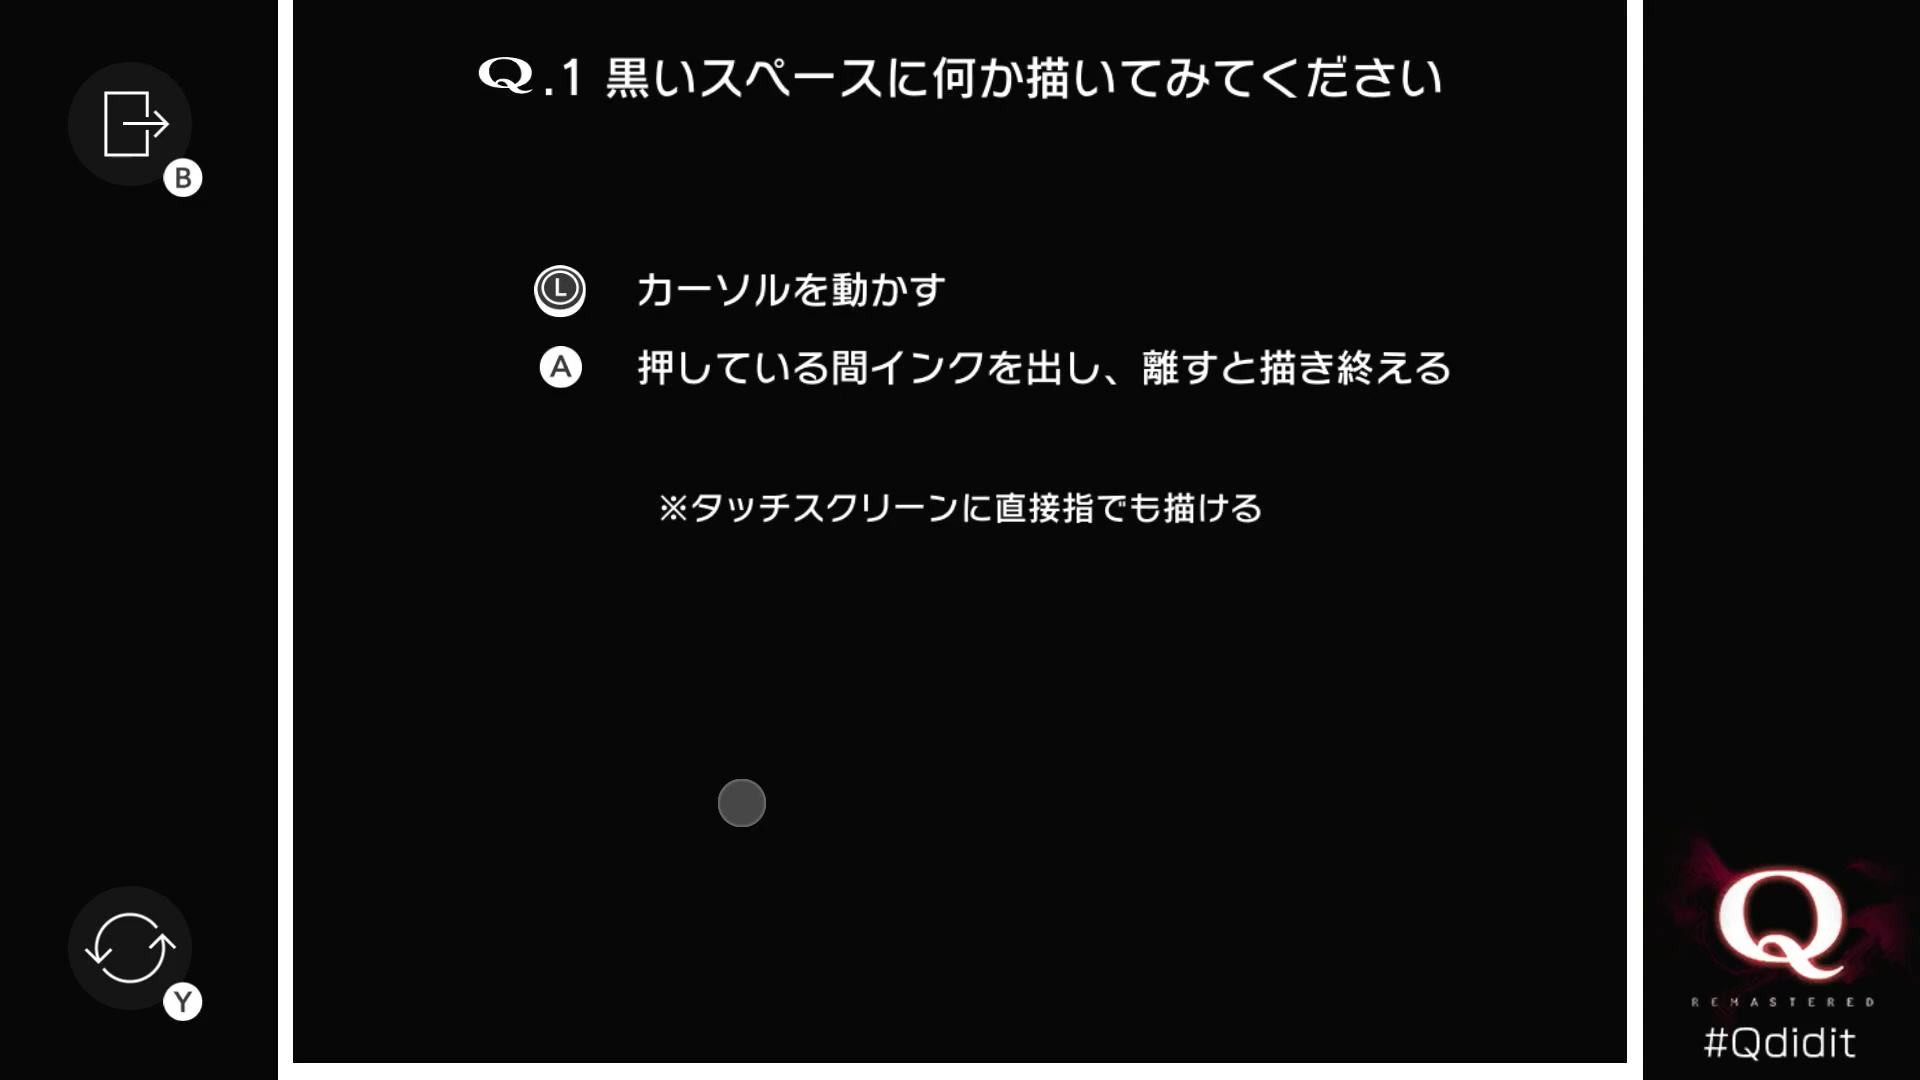 Q.1 黒いスペースに何か描いてみてください
B
L カーソルを動かす
A 押している間インクを出し、離すと描き終える
※タッチスクリーンに直接指でも描ける
Y
Q
REMASTERED
#Qdidit